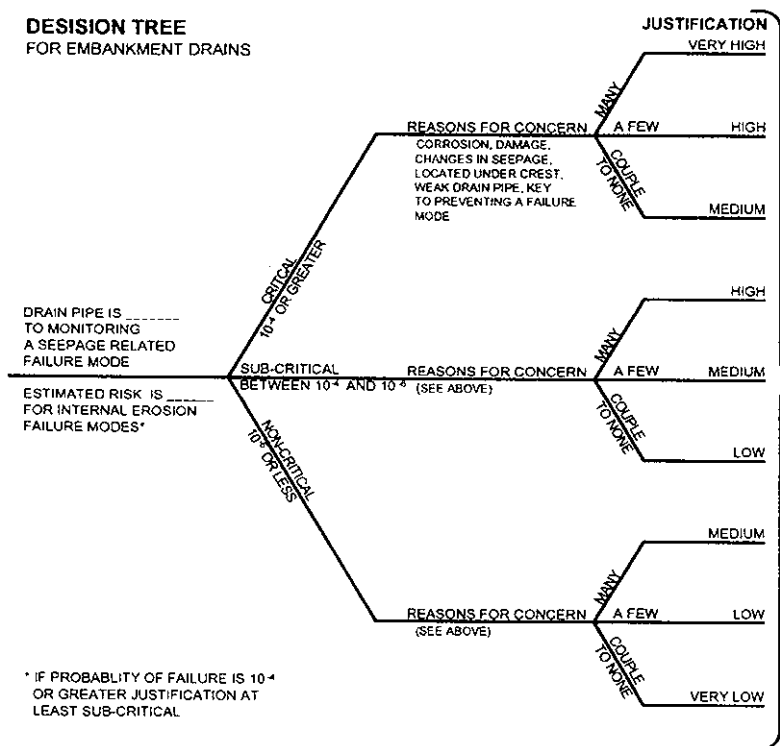 DESISION TREE
FOR EMBANKMENT DRAINS
JUSTIFICATION
VERY HIGH
MANY
REASONS FOR CONCERN
A FEW
HIGH
CORROSION, DAMAGE,
CHANGES IN SEEPAGE,
LOCATED UNDER CREST,
WEAK DRAIN PIPE, KEY
TO PREVENTING A FAILURE
MODE
COUPLE
TO NONE
MEDIUM
CRITCAL
10⁻⁴ OR GREATER
DRAIN PIPE IS _______
TO MONITORING
A SEEPAGE RELATED
FAILURE MODE
ESTIMATED RISK IS _____
FOR INTERNAL EROSION
FAILURE MODES*
HIGH
MANY
SUB-CRITICAL
BETWEEN 10⁻⁴ AND 10⁻⁶
REASONS FOR CONCERN
(SEE ABOVE)
A FEW
MEDIUM
COUPLE
TO NONE
LOW
NON-CRITICAL
10⁻⁶ OR LESS
MEDIUM
MANY
REASONS FOR CONCERN
(SEE ABOVE)
A FEW
LOW
COUPLE
TO NONE
VERY LOW
* IF PROBABLITY OF FAILURE IS 10⁻⁴
OR GREATER JUSTIFICATION AT
LEAST SUB-CRITICAL